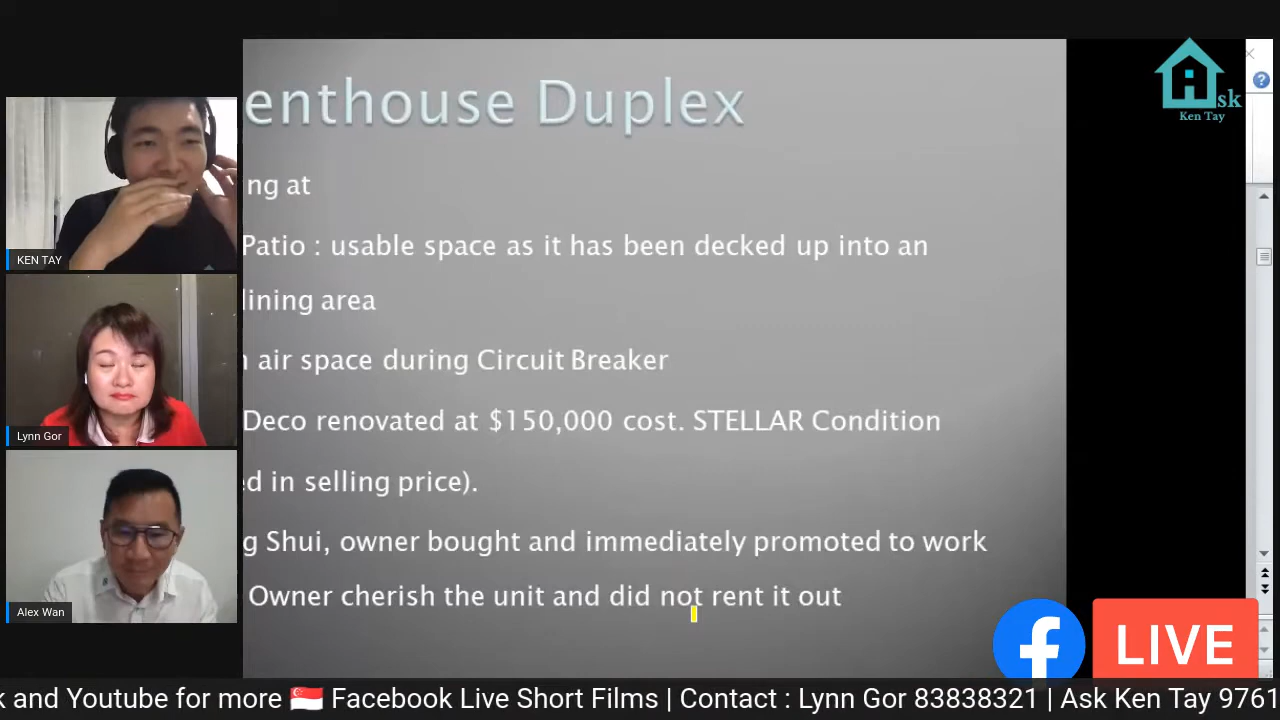 enthouse Duplex
ng at
Patio : usable space as it has been decked up into an
lining area
air space during Circuit Breaker
Deco renovated at $150,000 cost. STELLAR Condition
ed in selling price).
g Shui, owner bought and immediately promoted to work
Owner cherish the unit and did not rent it out
KEN TAY
Lynn Gor
Alex Wan
sk
Ken Tay
?
f LIVE
k and Youtube for more 🇸🇬 Facebook Live Short Films | Contact : Lynn Gor 83838321 | Ask Ken Tay 9761